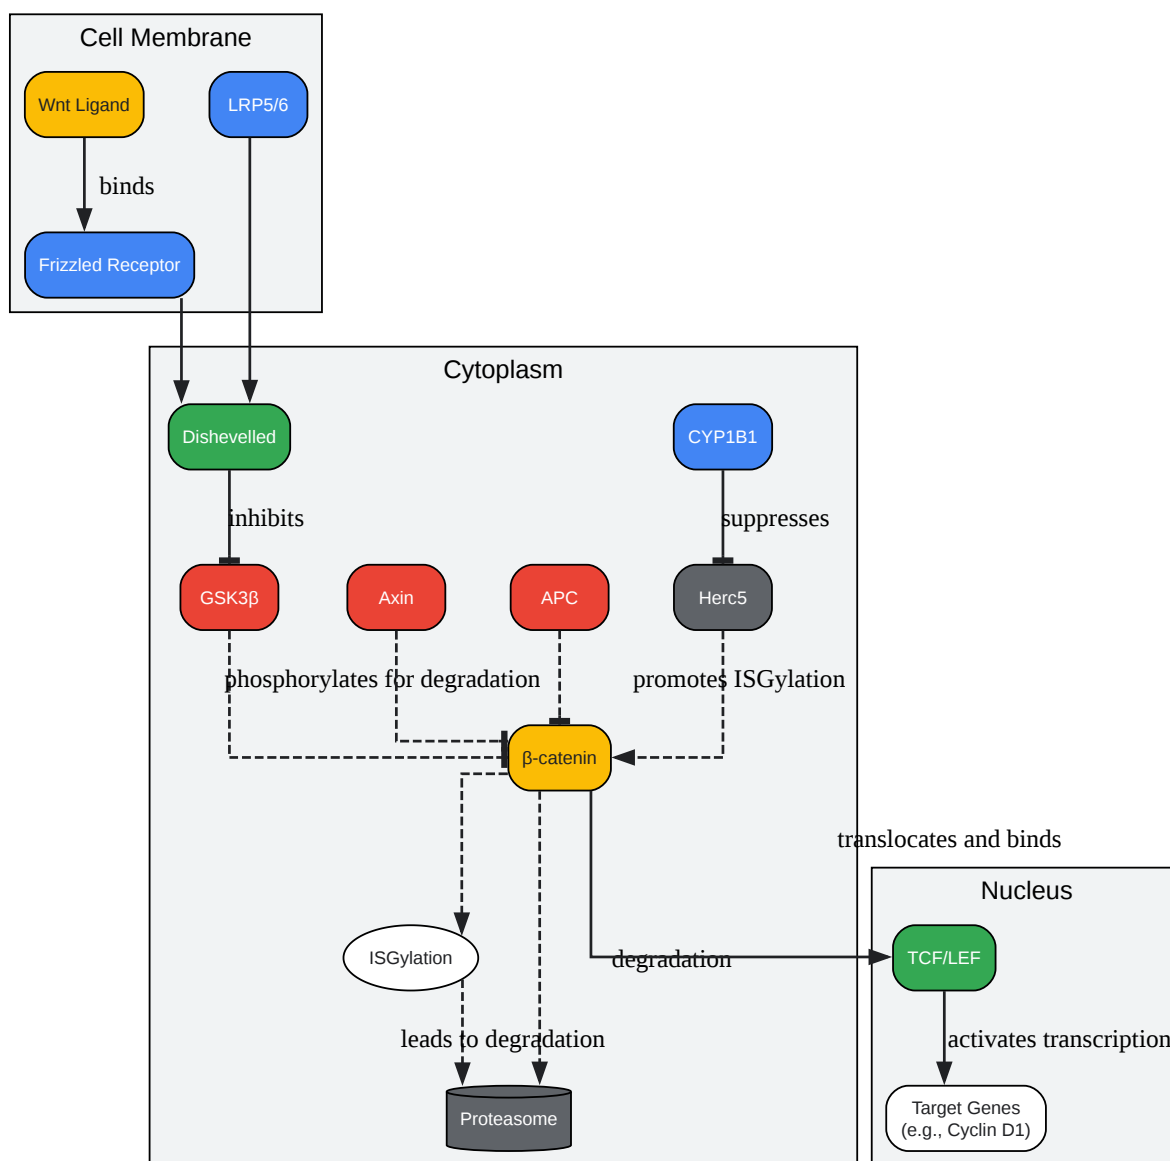 Cell Membrane
Wnt Ligand
LRP5/6
binds
Frizzled Receptor
Cytoplasm
Dishevelled
CYP1B1
inhibits
suppresses
GSK3β
Axin
APC
Herc5
phosphorylates for degradation
promotes ISGylation
β-catenin
translocates and binds
Nucleus
ISGylation
degradation
TCF/LEF
leads to degradation
activates transcription
Proteasome
Target Genes
(e.g., Cyclin D1)